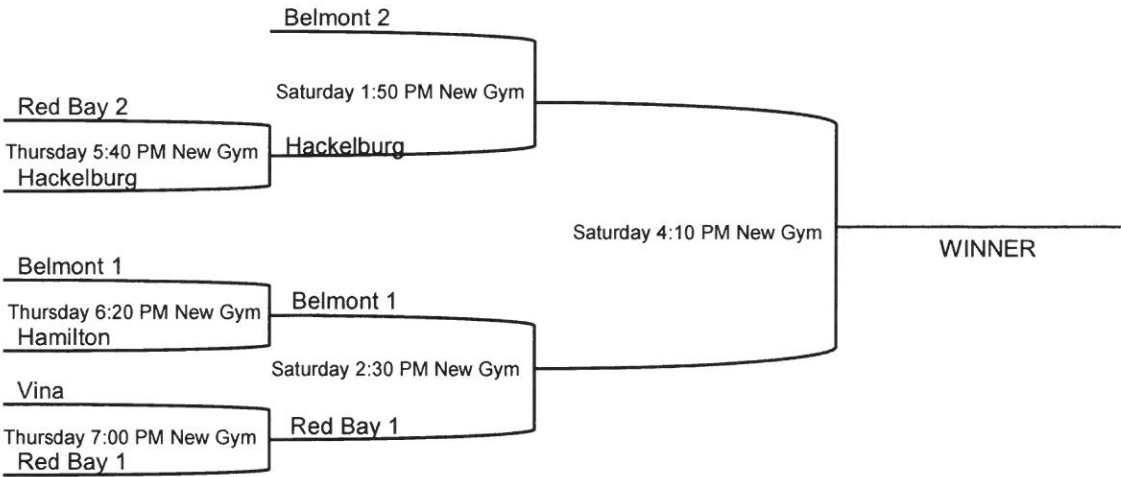 Belmont 2
Saturday 1:50 PM New Gym
Red Bay 2
Thursday 5:40 PM New Gym
Hackelburg
Hackelburg
Saturday 4:10 PM New Gym
WINNER
Belmont 1
Thursday 6:20 PM New Gym
Hamilton
Belmont 1
Saturday 2:30 PM New Gym
Vina
Thursday 7:00 PM New Gym
Red Bay 1
Red Bay 1